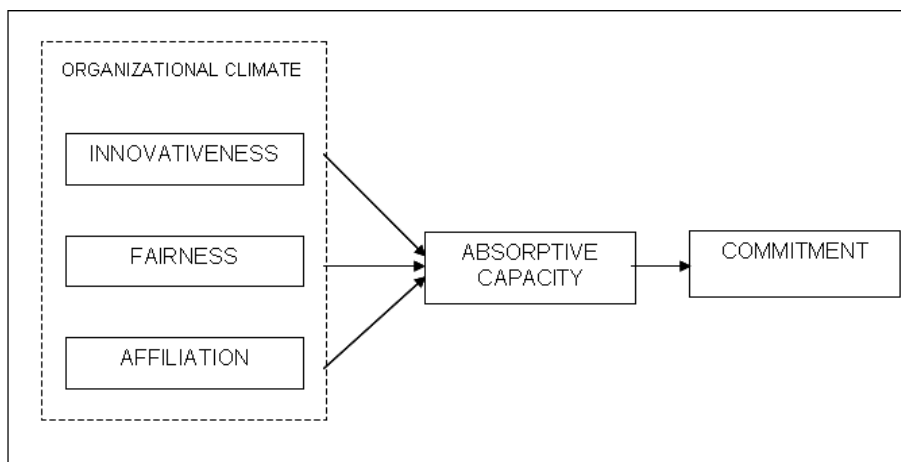 ORGANIZATIONAL CLIMATE
INNOVATIVENESS
FAIRNESS
AFFILIATION
ABSORPTIVE
CAPACITY
COMMITMENT